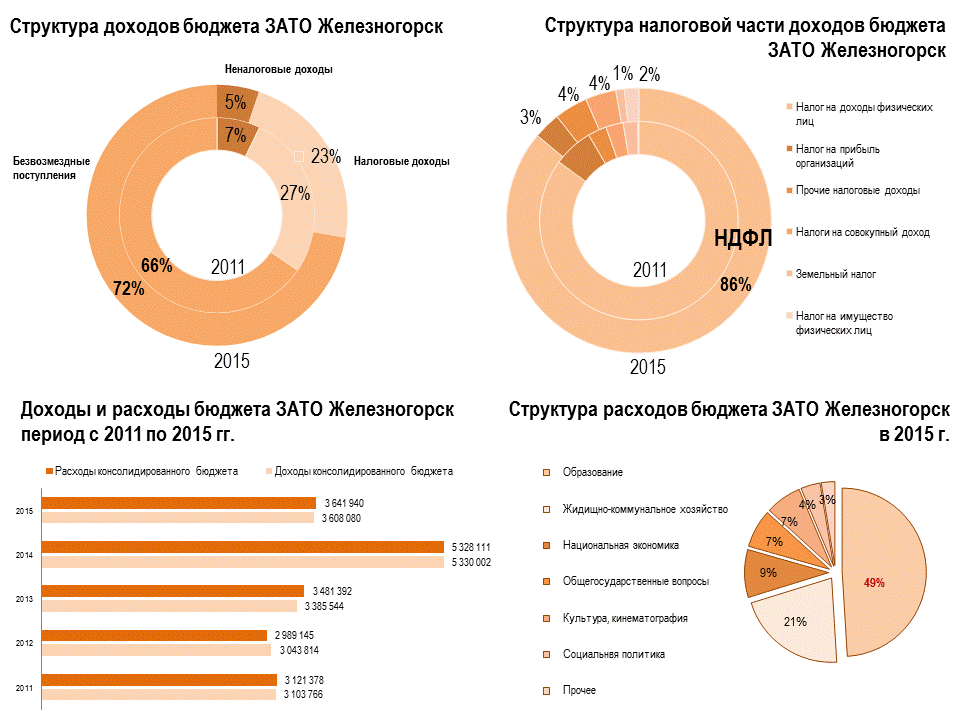 Структура доходов бюджета ЗАТО Железногорск
Неналоговые доходы
5%
7%
Безвозмездные
поступления
23%
Налоговые доходы
27%
66%
2011
72%
2015
Структура налоговой части доходов бюджета
ЗАТО Железногорск
3%
4%
4%
1%
2%
НДФЛ
2011
86%
2015
Налог на доходы физических
лиц
Налог на прибыль
организаций
Прочие налоговые доходы
Налоги на совокупный доход
Земельный налог
Налог на имущество
физических лиц
Доходы и расходы бюджета ЗАТО Железногорск
период с 2011 по 2015 гг.
Расходы консолидированного бюджета
Доходы консолидированного бюджета
2015
3 641 940
3 608 080
2014
5 328 111
5 330 002
2013
3 481 392
3 385 544
2012
2 989 145
3 043 814
2011
3 121 378
3 103 766
Структура расходов бюджета ЗАТО Железногорск
в 2015 г.
Образование
Жидищно-коммунальное хозяйство
Национальная экономика
Общегосударственные вопросы
Культура, кинематография
Социальнвя политика
Прочее
3%
4%
7%
7%
9%
21%
49%